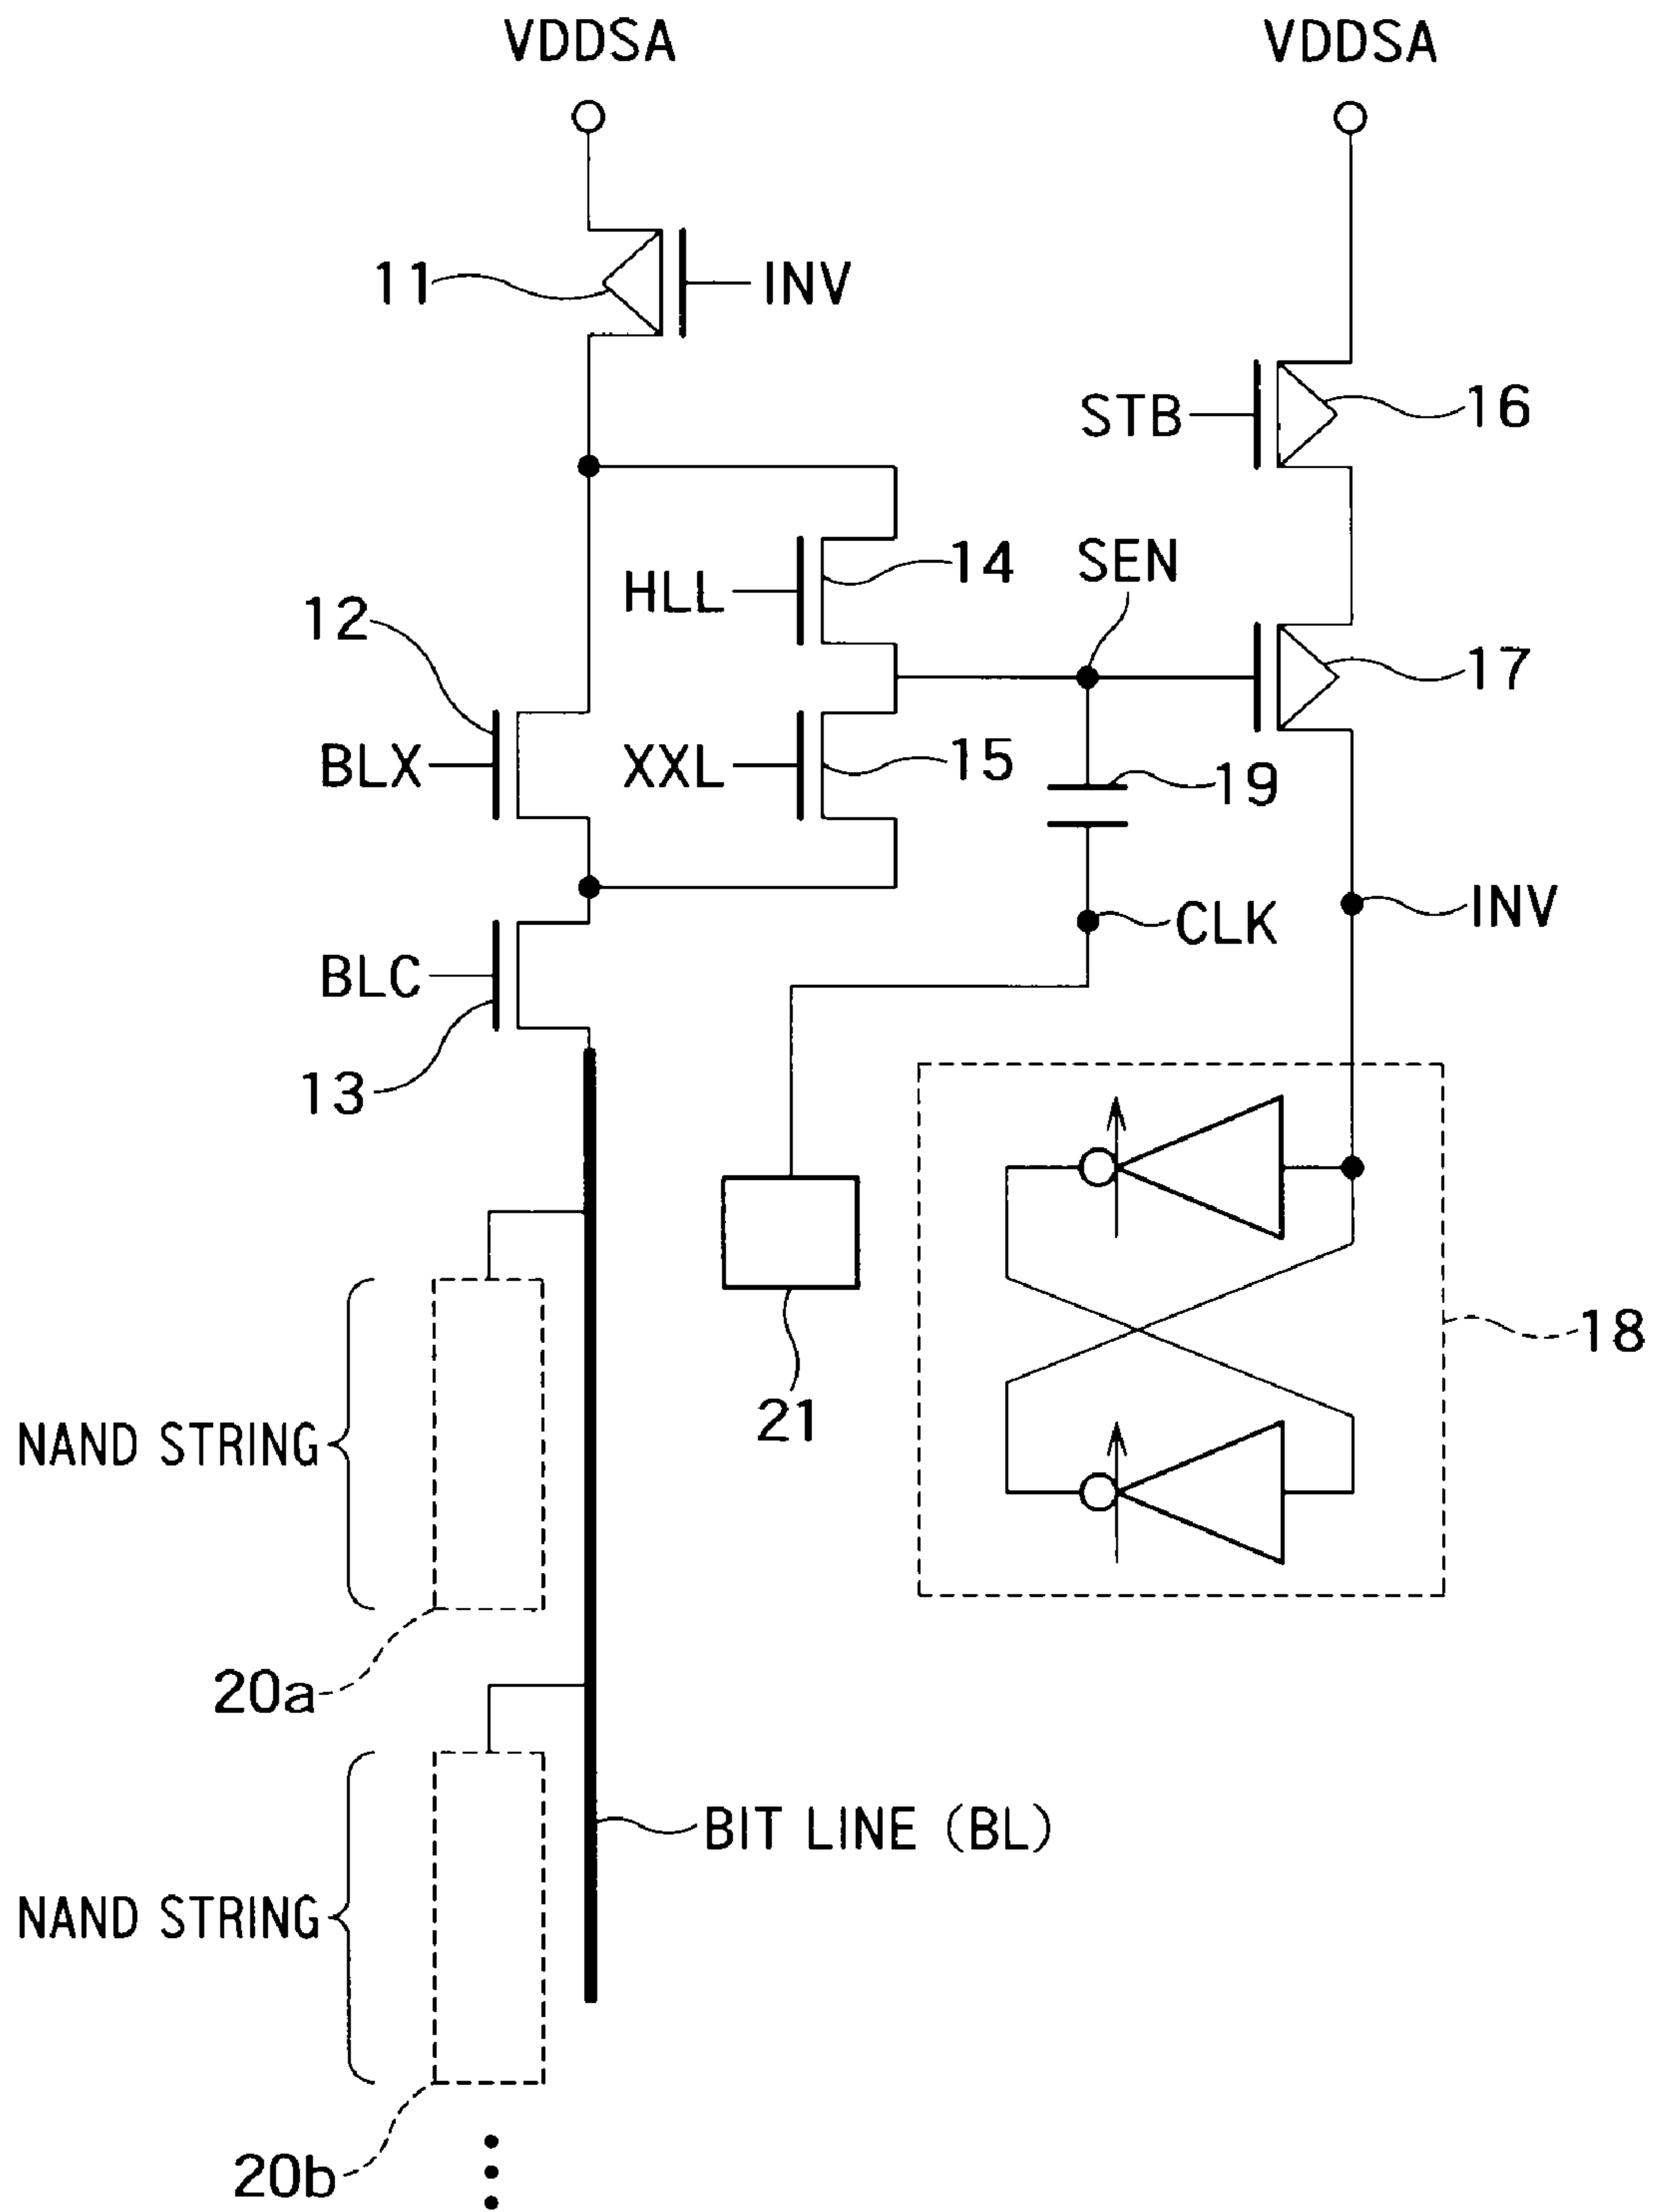 VDDSA
VDDSA
11
INV
STB
16
HLL
14
SEN
12
17
BLX
XXL
15
19
INV
CLK
BLC
13
18
21
NAND STRING
20a
BIT LINE (BL)
NAND STRING
20b